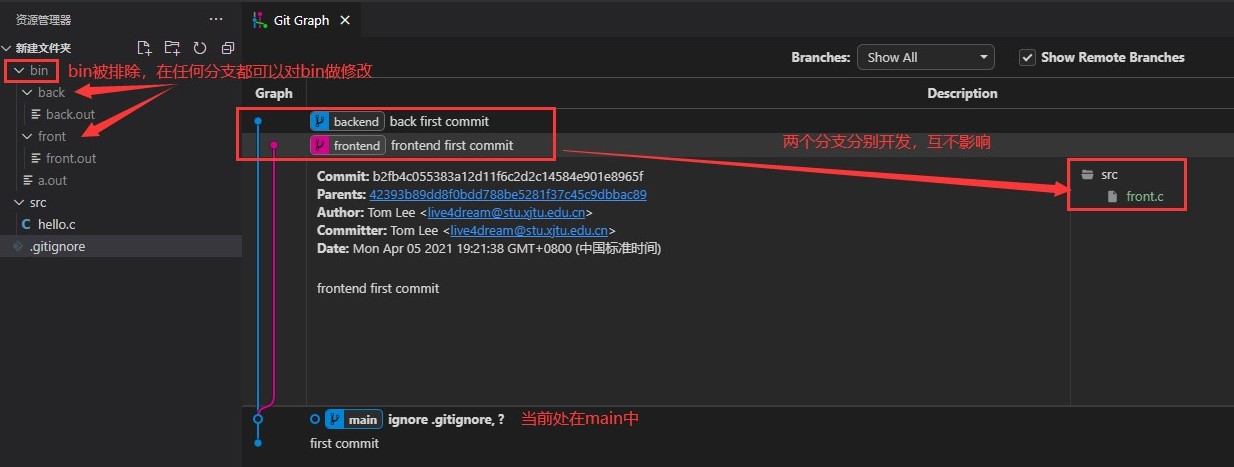 资源管理器
···
Git Graph
新建文件夹
bin
bin被排除，在任何分支都可以对bin做修改
back
back.out
front
front.out
a.out
src
C hello.c
.gitignore
Branches: Show All
Show Remote Branches
Graph
Description
backend back first commit
frontend frontend first commit
两个分支分别开发，互不影响
Commit: b2fb4c055383a12d11f6c2d2c14584e901e8965f
Parents: 42393b89dd8f0bdd788be5281f37c45c9dbbac89
Author: Tom Lee <live4dream@stu.xjtu.edu.cn>
Committer: Tom Lee <live4dream@stu.xjtu.edu.cn>
Date: Mon Apr 05 2021 19:21:38 GMT+0800 (中国标准时间)
frontend first commit
src
front.c
main ignore .gitignore, ? 当前处在main中
first commit